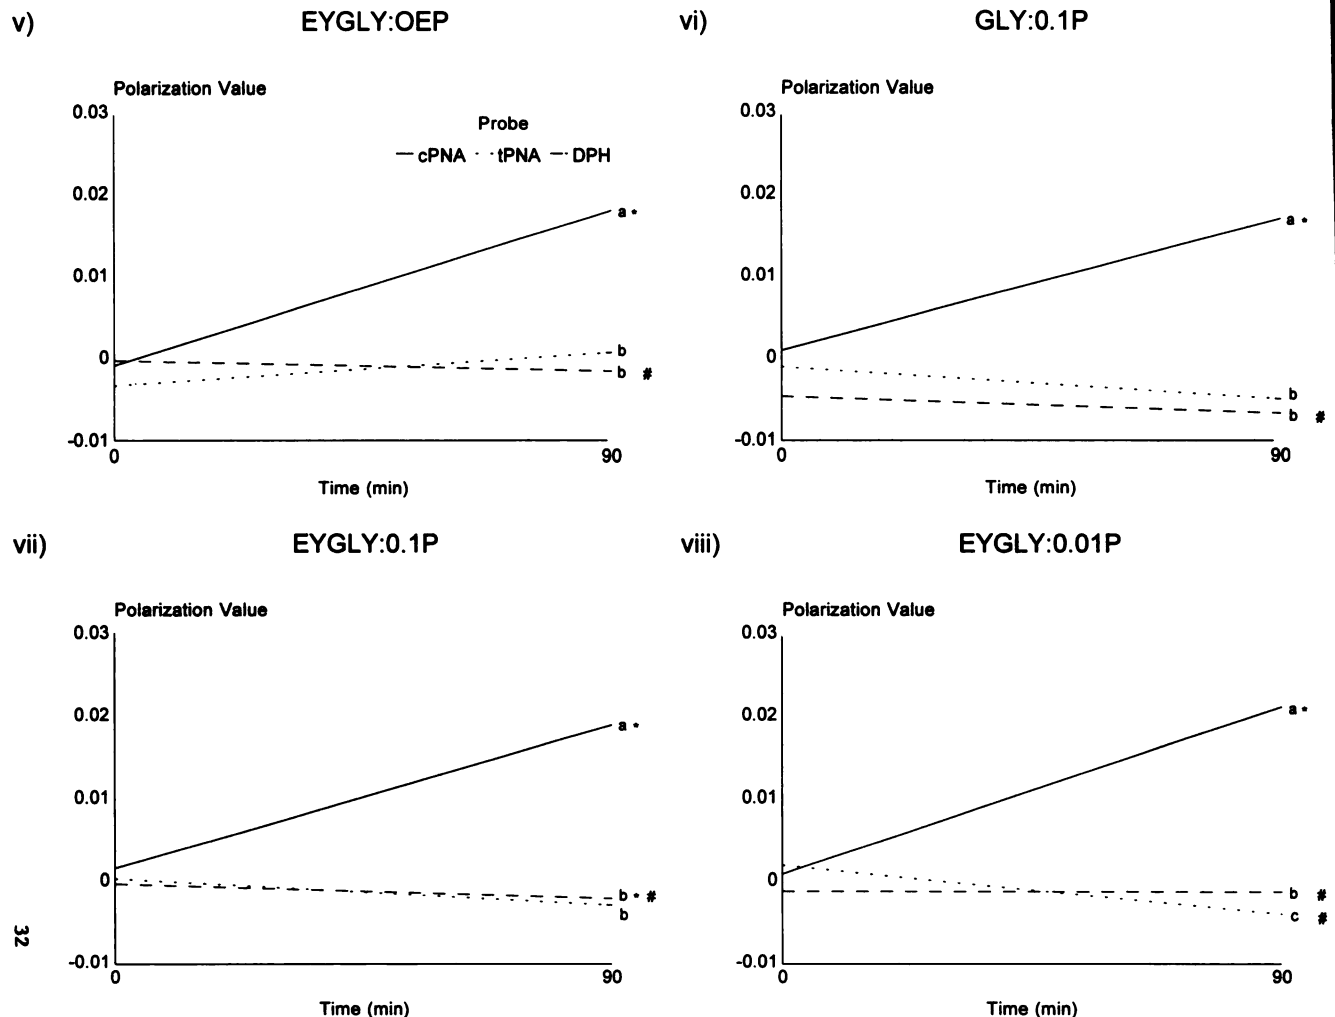 v) EYGLY:OEP
Polarization Value
0.03
Probe
— cPNA · · tPNA — · DPH
0.02
a *
0.01
0
b
b #
-0.01
0 90
Time (min)
vi) GLY:0.1P
Polarization Value
0.03
0.02
a *
0.01
0
b
b #
-0.01
0 90
Time (min)
vii) EYGLY:0.1P
Polarization Value
0.03
0.02
a *
0.01
0
b * #
b
-0.01
0 90
Time (min)
viii) EYGLY:0.01P
Polarization Value
0.03
0.02
a *
0.01
0
b #
c #
-0.01
0 90
Time (min)
32